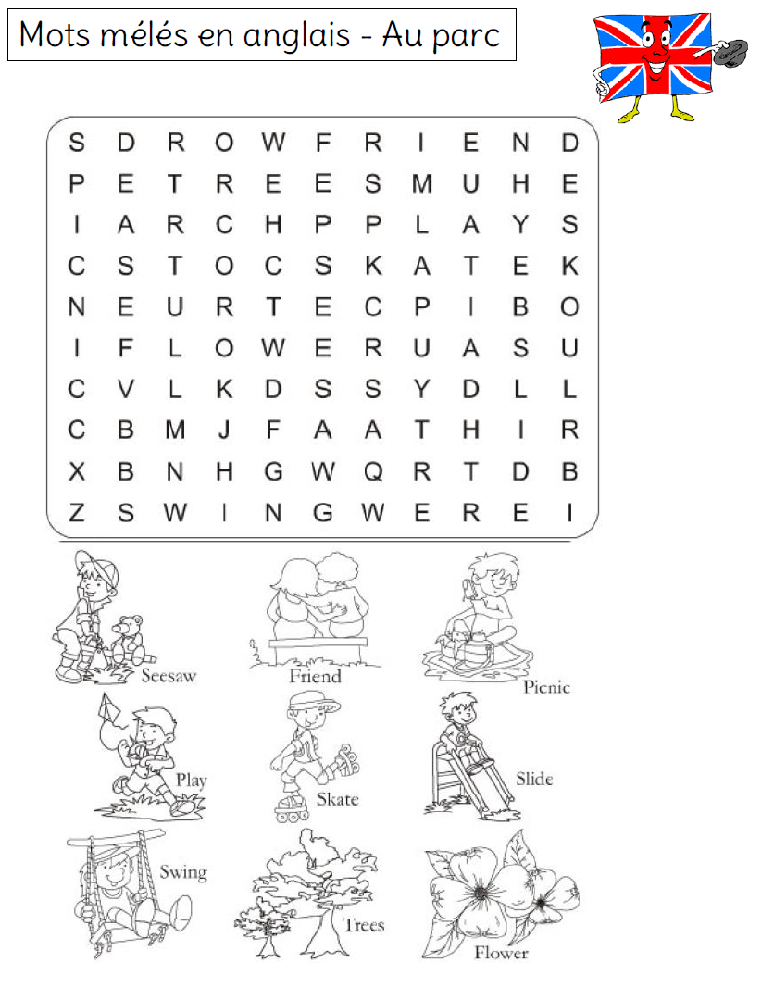 Mots mélés en anglais - Au parc
S D R O W F R I E N D
P E T R E E S M U H E
I A R C H P P L A Y S
C S T O C S K A T E K
N E U R T E C P I B O
I F L O W E R U A S U
C V L K D S S Y D L L
C B M J F A A T H I R
X B N H G W Q R T D B
Z S W I N G W E R E I
Seesaw
Friend
Picnic
Play
Skate
Slide
Swing
Trees
Flower